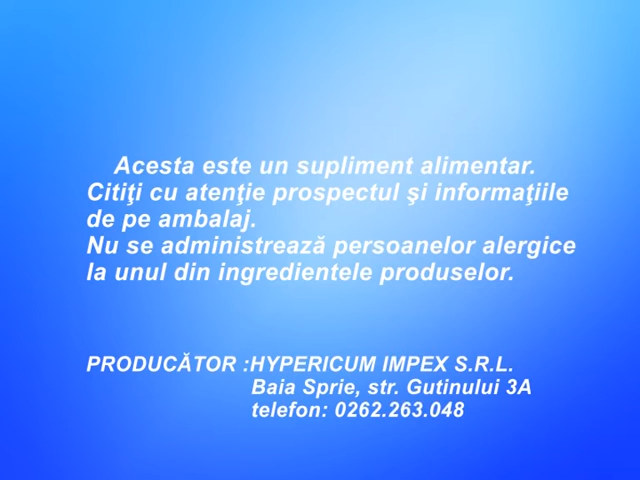 Acesta este un supliment alimentar.
Citiţi cu atenţie prospectul şi informaţiile
de pe ambalaj.
Nu se administrează persoanelor alergice
la unul din ingredientele produselor.
PRODUCĂTOR :HYPERICUM IMPEX S.R.L.
Baia Sprie, str. Gutinului 3A
telefon: 0262.263.048